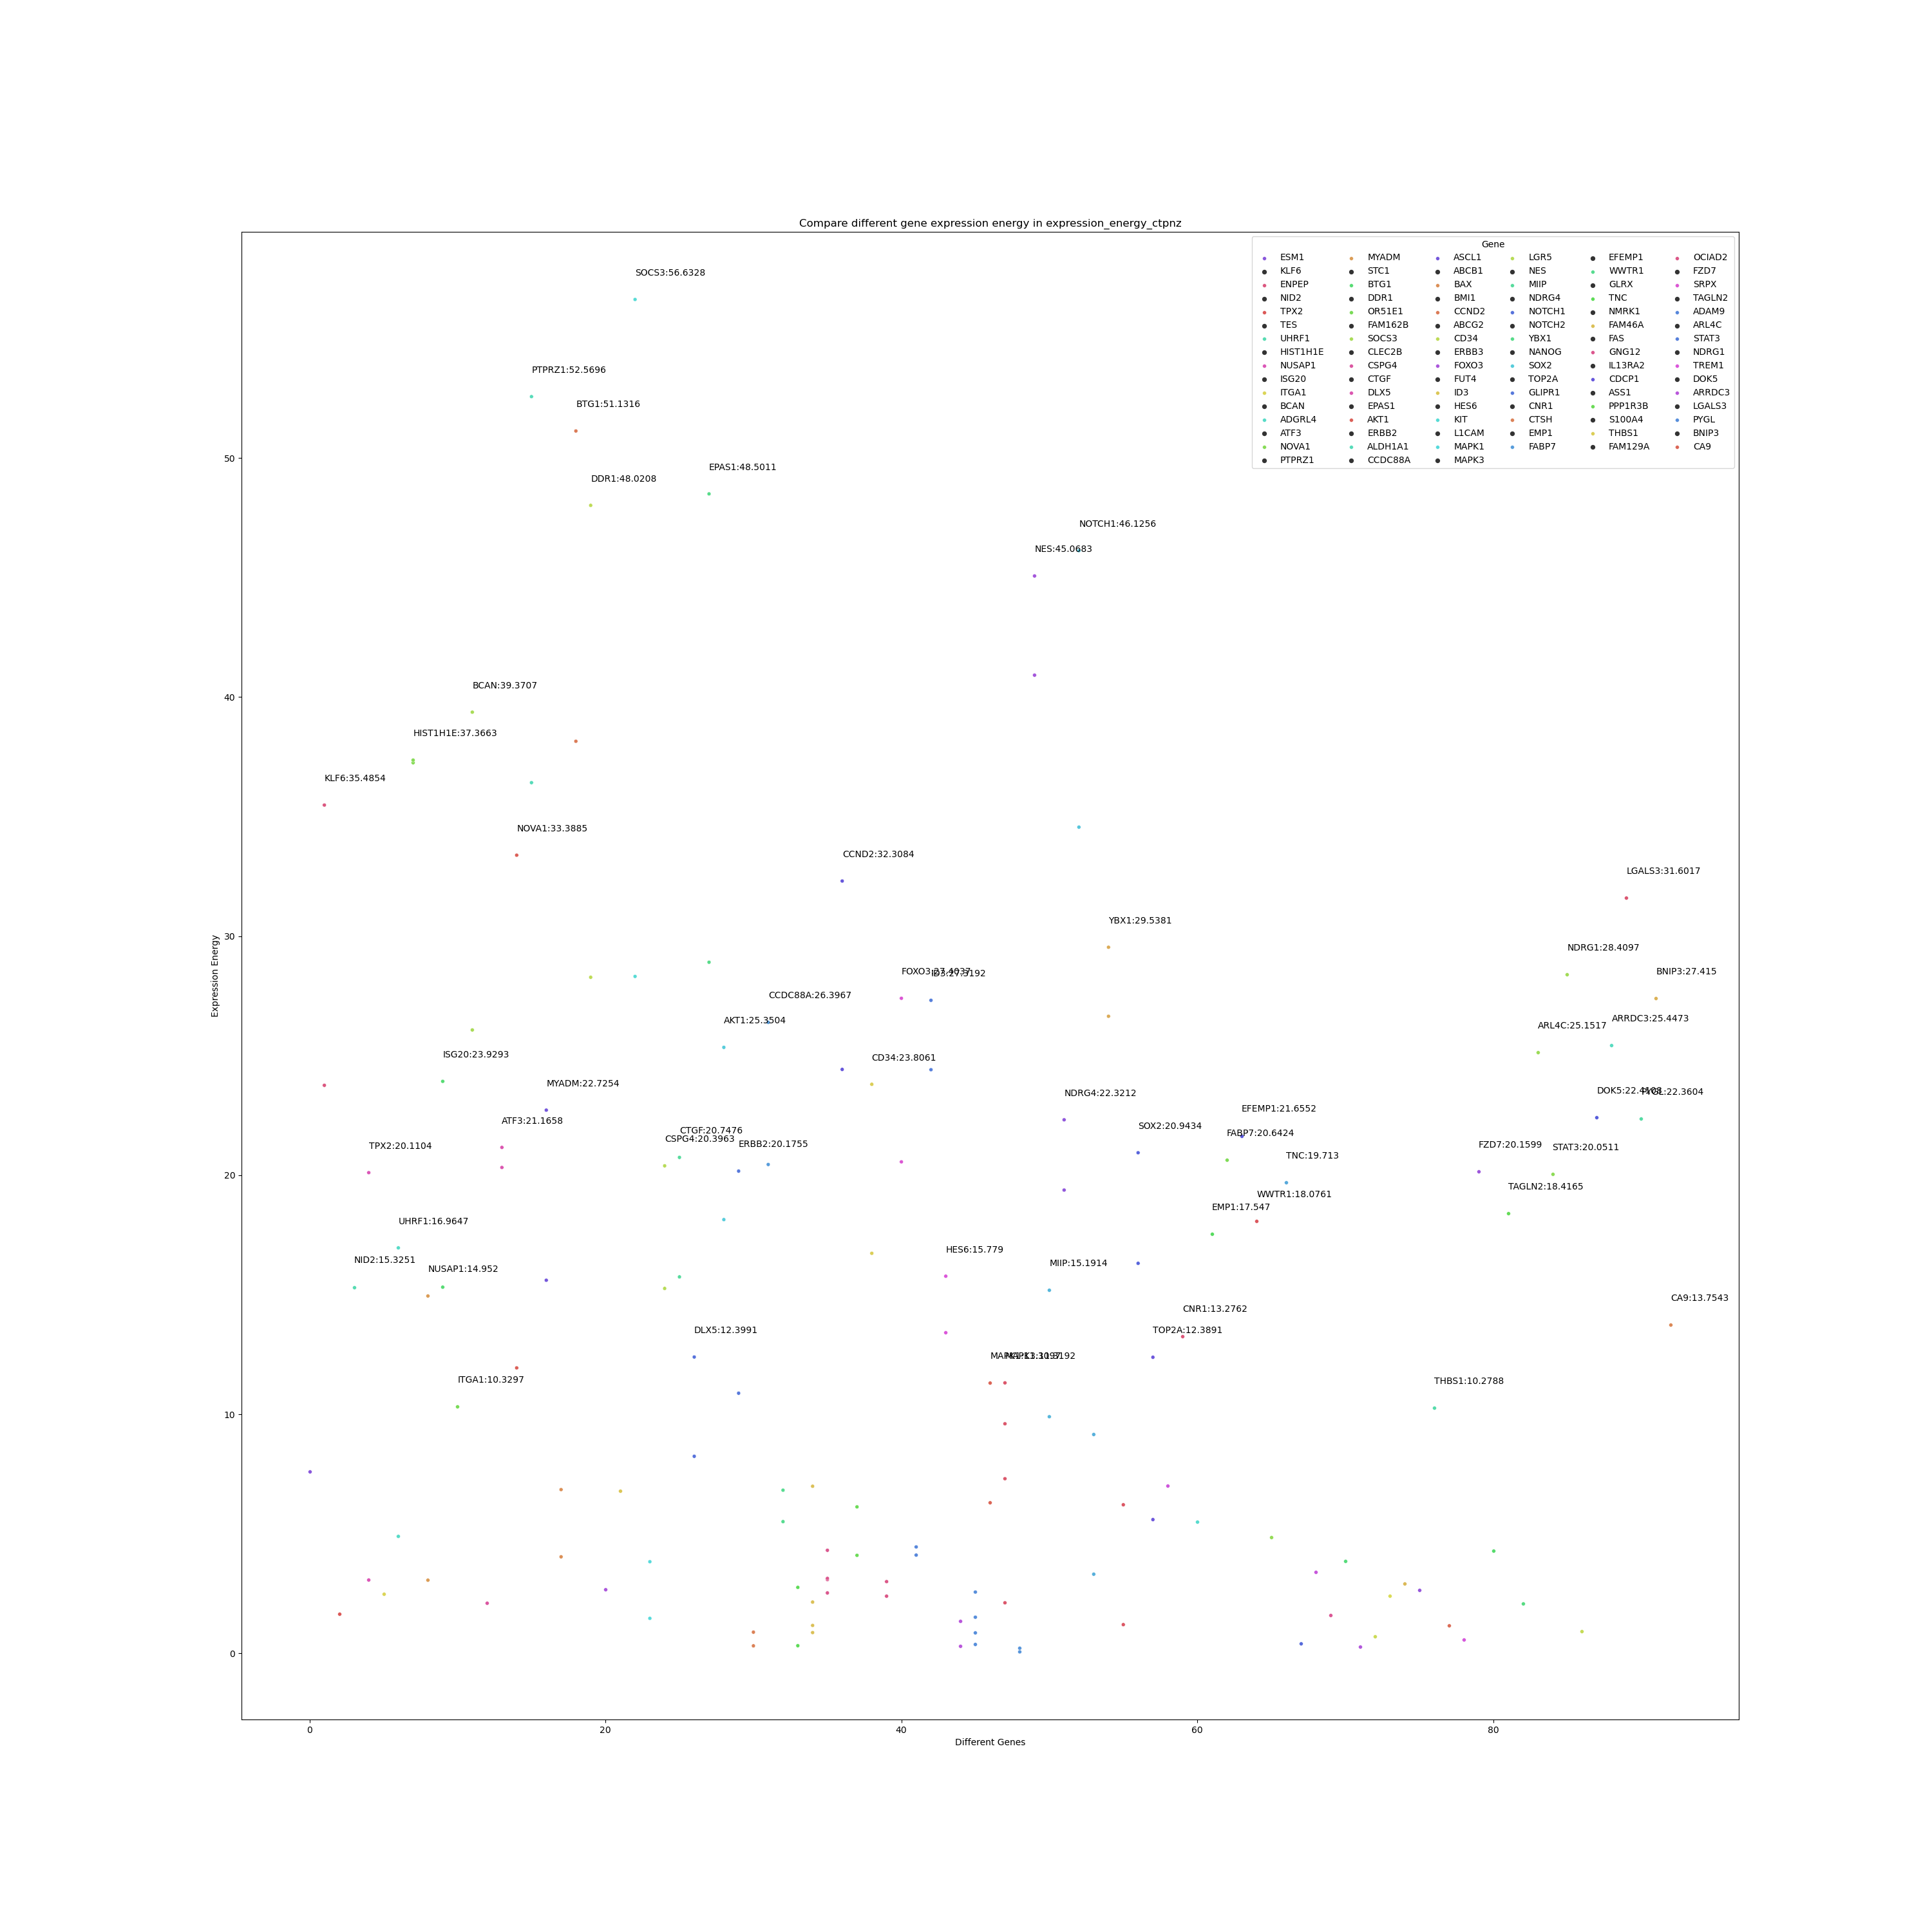 Compare different gene expression energy in expression_energy_ctpnz
Gene
ESM1 MYADM ASCL1 LGR5 EFEMP1 OCIAD2
KLF6 STC1 ABCB1 NES WWTR1 FZD7
ENPEP BTG1 BAX MIIP GLRX SRPX
NID2 DDR1 BMI1 NDRG4 TNC TAGLN2
TPX2 OR51E1 CCND2 NOTCH1 NMRK1 ADAM9
TES FAM162B ABCG2 NOTCH2 FAM46A ARL4C
UHRF1 SOCS3 CD34 YBX1 FAS STAT3
HIST1H1E CLEC2B ERBB3 NANOG GNG12 NDRG1
NUSAP1 CSPG4 FOXO3 SOX2 IL13RA2 TREM1
ISG20 CTGF FUT4 TOP2A CDCP1 DOK5
ITGA1 DLX5 ID3 GLIPR1 ASS1 ARRDC3
BCAN EPAS1 HES6 CNR1 PPP1R3B LGALS3
ADGRL4 AKT1 KIT CTSH S100A4 PYGL
ATF3 ERBB2 L1CAM EMP1 THBS1 BNIP3
NOVA1 ALDH1A1 MAPK1 FABP7 FAM129A CA9
PTPRZ1 CCDC88A MAPK3
SOCS3:56.6328
PTPRZ1:52.5696
BTG1:51.1316
EPAS1:48.5011
DDR1:48.0208
NOTCH1:46.1256
NES:45.0683
BCAN:39.3707
HIST1H1E:37.3663
KLF6:35.4854
NOVA1:33.3885
CCND2:32.3084
LGALS3:31.6017
YBX1:29.5381
NDRG1:28.4097
FOXO3:27.4037
ID3:27.3192
BNIP3:27.415
CCDC88A:26.3967
AKT1:25.3504
ARRDC3:25.4473
ARL4C:25.1517
ISG20:23.9293
CD34:23.8061
MYADM:22.7254
NDRG4:22.3212
PYGL:22.3604
ATF3:21.1658
EFEMP1:21.6552
SOX2:20.9434
CTGF:20.7476
FABP7:20.6424
CSPG4:20.3963
ERBB2:20.1755
TPX2:20.1104
FZD7:20.1599
STAT3:20.0511
TNC:19.713
TAGLN2:18.4165
WWTR1:18.0761
EMP1:17.547
UHRF1:16.9647
HES6:15.779
NID2:15.3251
MIIP:15.1914
NUSAP1:14.952
CA9:13.7543
CNR1:13.2762
DLX5:12.3991
TOP2A:12.3891
ITGA1:10.3297
THBS1:10.2788
Expression Energy
50
40
30
20
10
0
0 20 40 60 80
Different Genes